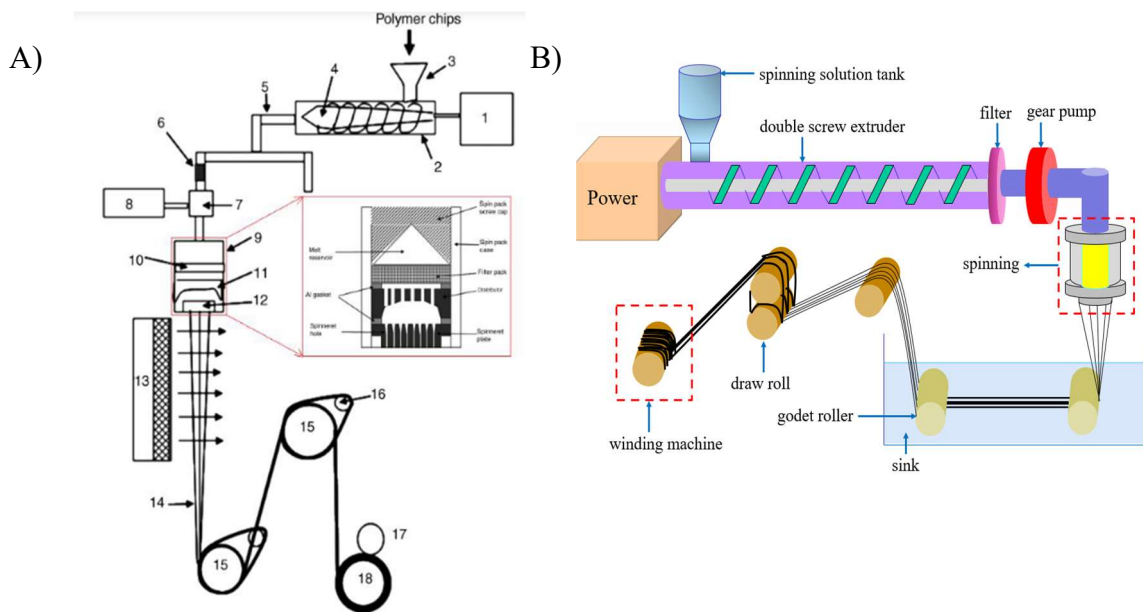 A)
Polymer chips
3
4
5
1
2
6
8
7
9
10
11
12
Spin pack
screw cap
Melt
reservoir
Spin pack
case
Filter pack
Al gasket
Distributor
Spinneret
hole
Spinneret
plate
13
16
15
14
17
15
18
B)
spinning solution tank
filter
gear pump
double screw extruder
Power
spinning
draw roll
godet roller
winding machine
sink